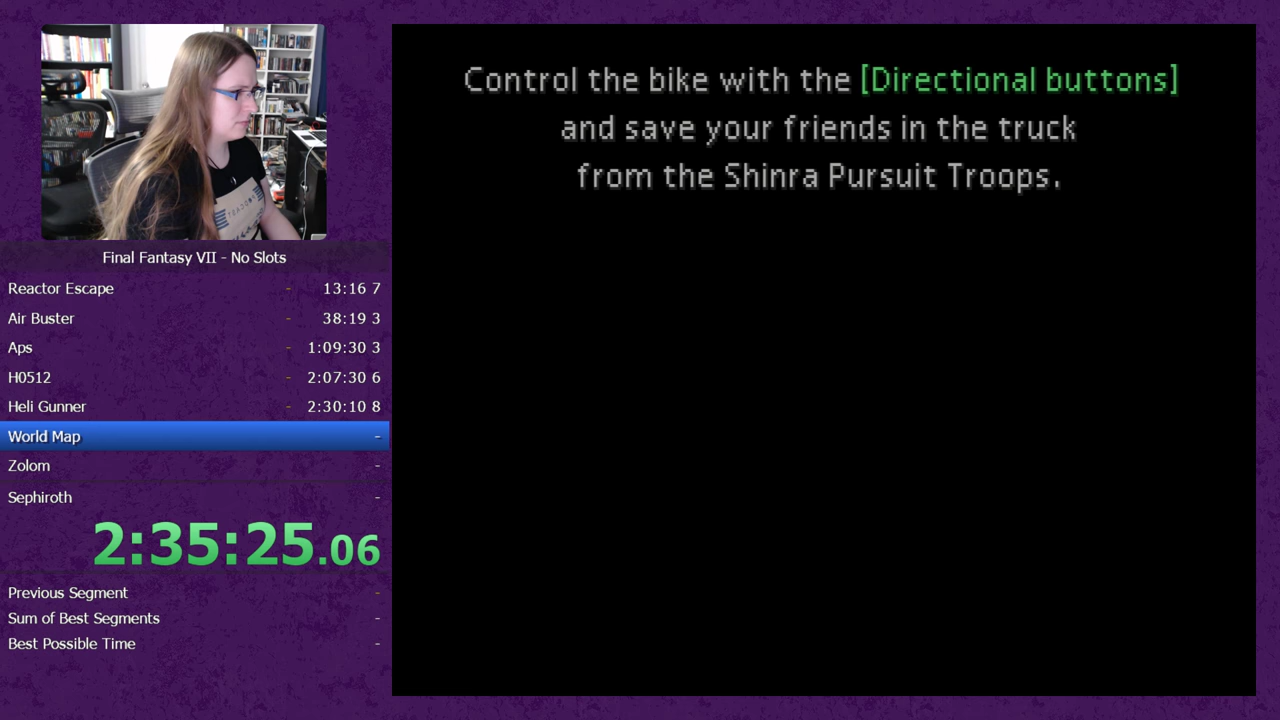 Control the bike with the [Directional buttons]
and save your friends in the truck
from the Shinra Pursuit Troops.
Final Fantasy VII - No Slots
Reactor Escape - 13:16 7
Air Buster - 38:19 3
Aps - 1:09:30 3
H0512 - 2:07:30 6
Heli Gunner - 2:30:10 8
World Map -
Zolom -
Sephiroth -
2:35:25.06
Previous Segment -
Sum of Best Segments -
Best Possible Time -